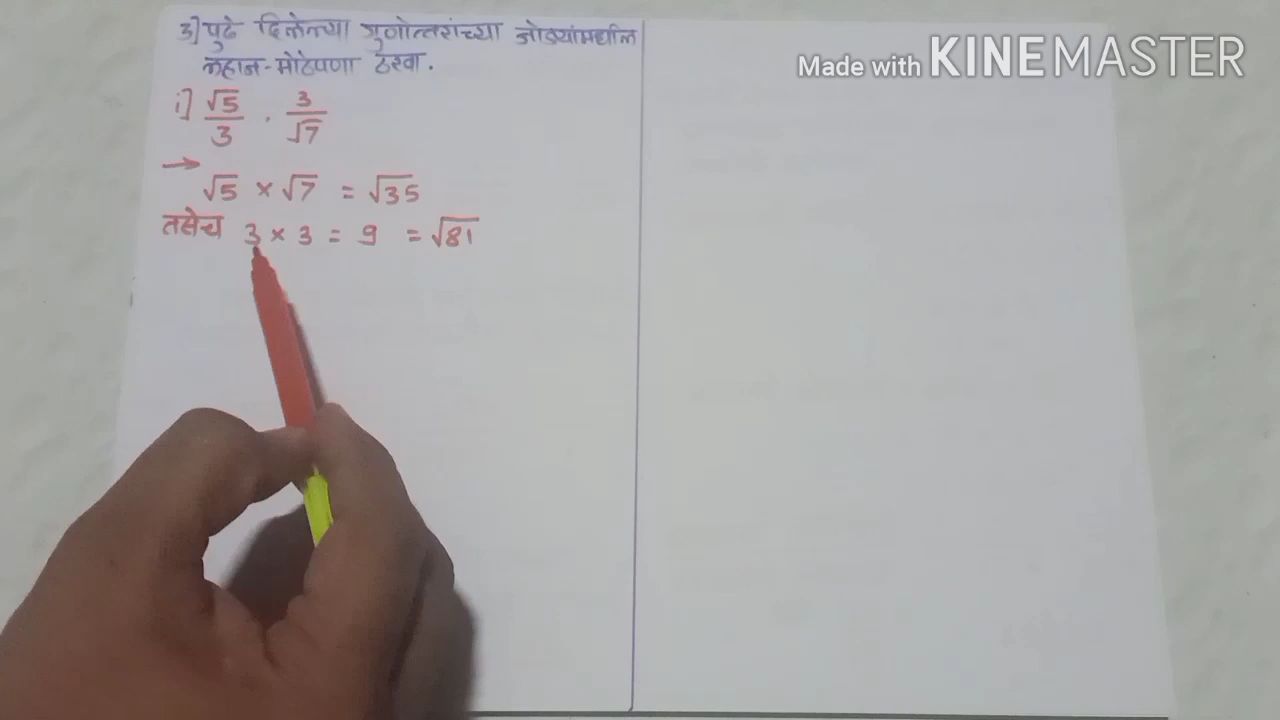 3] पुढे दिलेल्या गुणोत्तरांच्या जोड्यांमधील
लहान-मोठेपणा ठरवा.
i] √5/3 , 3/√7
→
√5 × √7 = √35
तसेच 3 × 3 = 9 = √81
Made with KINEMASTER